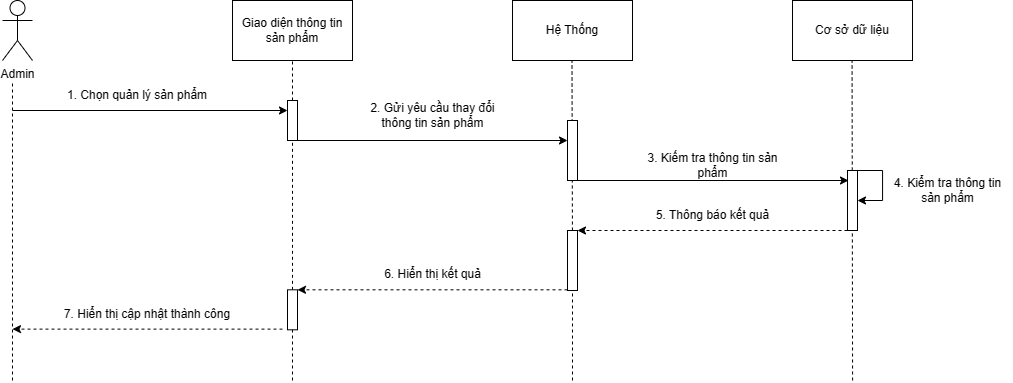 Giao diện thông tin
sản phẩm
Hệ Thống
Cơ sở dữ liệu
Admin
1. Chọn quản lý sản phẩm
2. Gửi yêu cầu thay đổi
thông tin sản phẩm
3. Kiểm tra thông tin sản
phẩm
4. Kiểm tra thông tin
sản phẩm
5. Thông báo kết quả
6. Hiển thị kết quả
7. Hiển thị cập nhật thành công